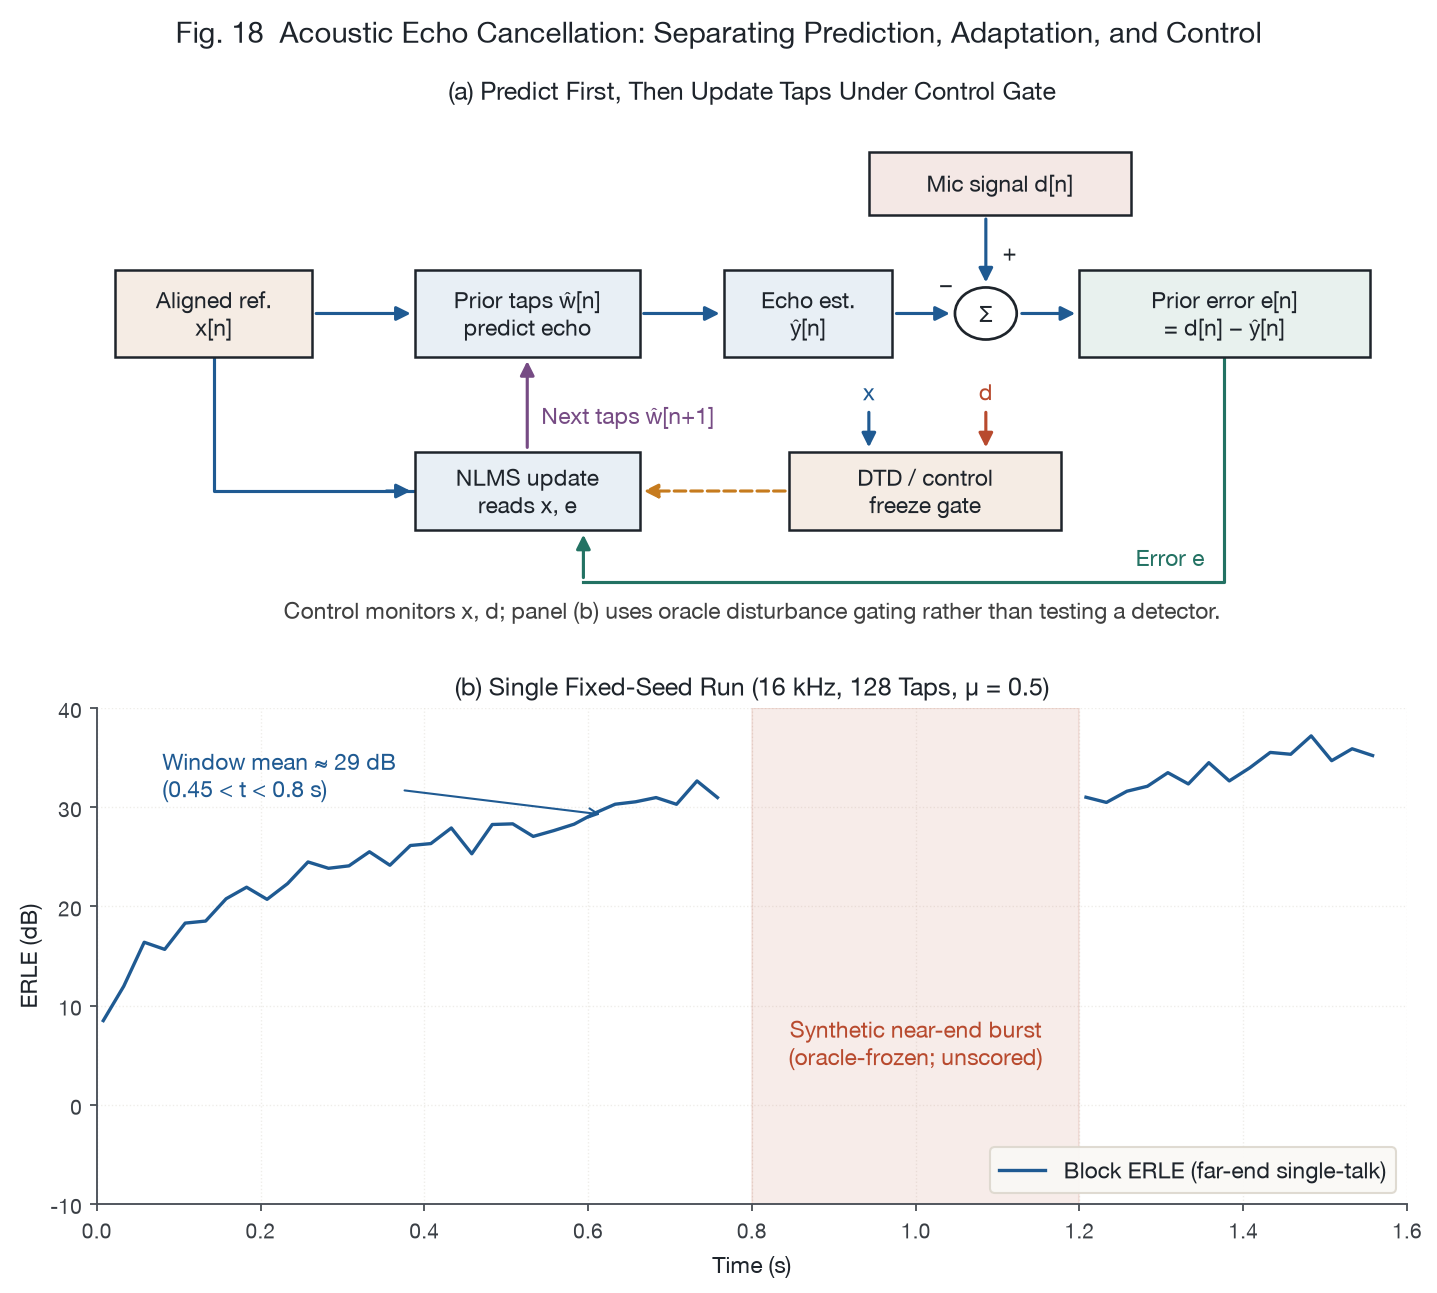 Fig. 18  Acoustic Echo Cancellation: Separating Prediction, Adaptation, and Control
(a) Predict First, Then Update Taps Under Control Gate
Mic signal d[n]
+
−
Aligned ref.
x[n]
Prior taps ŵ[n]
predict echo
Echo est.
ŷ[n]
Σ
Prior error e[n]
= d[n] − ŷ[n]
x
d
Next taps ŵ[n+1]
NLMS update
reads x, e
DTD / control
freeze gate
Error e
Control monitors x, d; panel (b) uses oracle disturbance gating rather than testing a detector.
(b) Single Fixed-Seed Run (16 kHz, 128 Taps, μ = 0.5)
40
30
20
10
0
-10
ERLE (dB)
Window mean ≈ 29 dB
(0.45 < t < 0.8 s)
Synthetic near-end burst
(oracle-frozen; unscored)
Block ERLE (far-end single-talk)
0.0
0.2
0.4
0.6
0.8
1.0
1.2
1.4
1.6
Time (s)